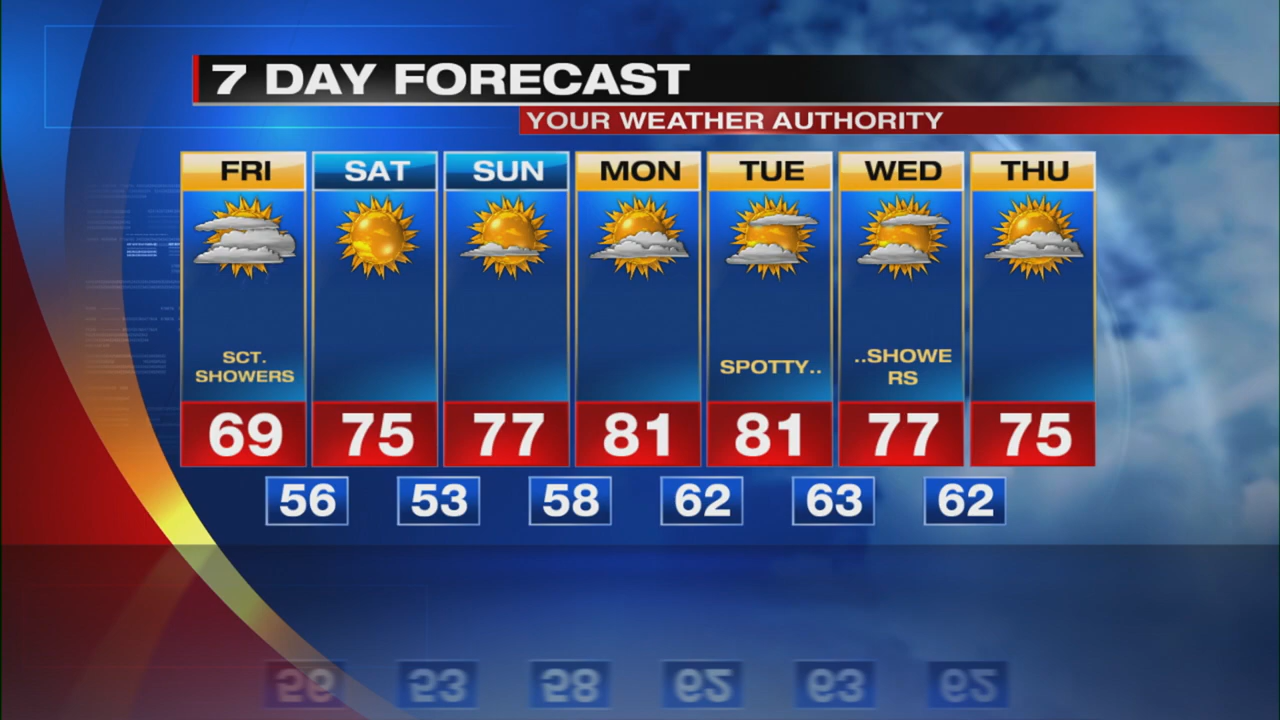 7 DAY FORECAST
YOUR WEATHER AUTHORITY
FRI SAT SUN MON TUE WED THU
SCT.
SHOWERS
SPOTTY..
..SHOWE
RS
69 75 77 81 81 77 75
56 53 58 62 63 62